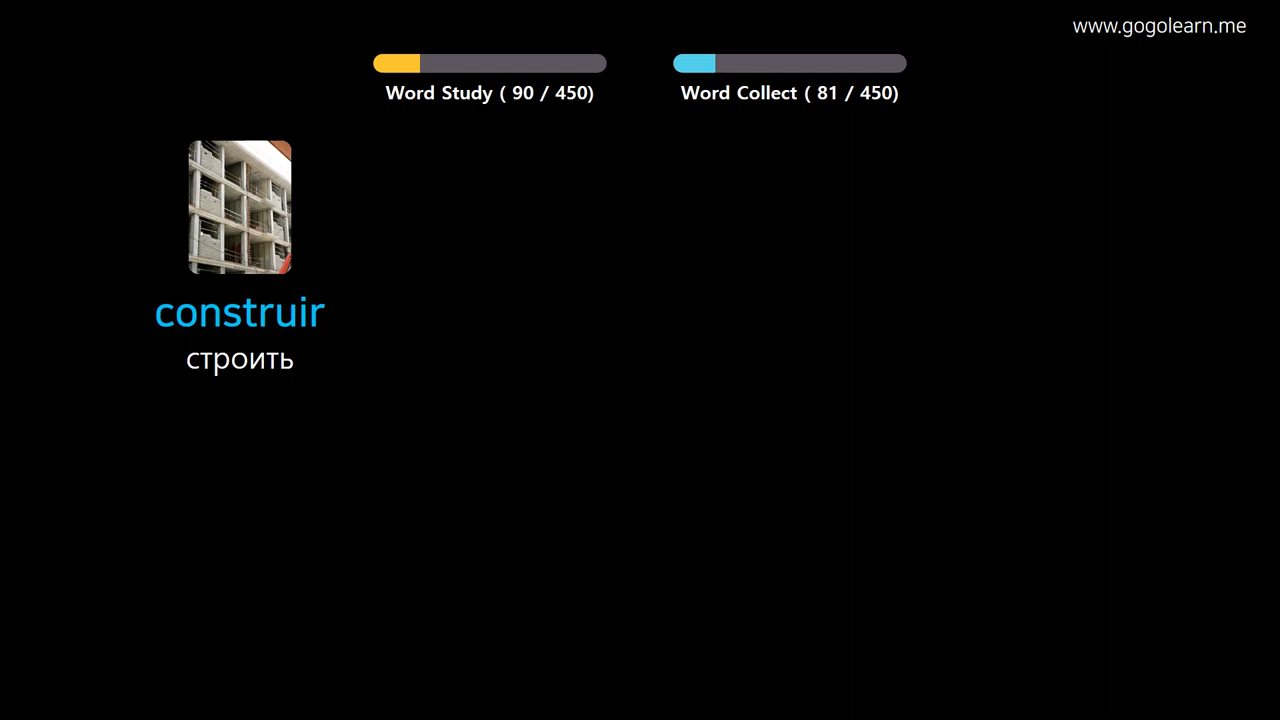 www.gogolearn.me
Word Study ( 90 / 450)
Word Collect ( 81 / 450)
construir
строить